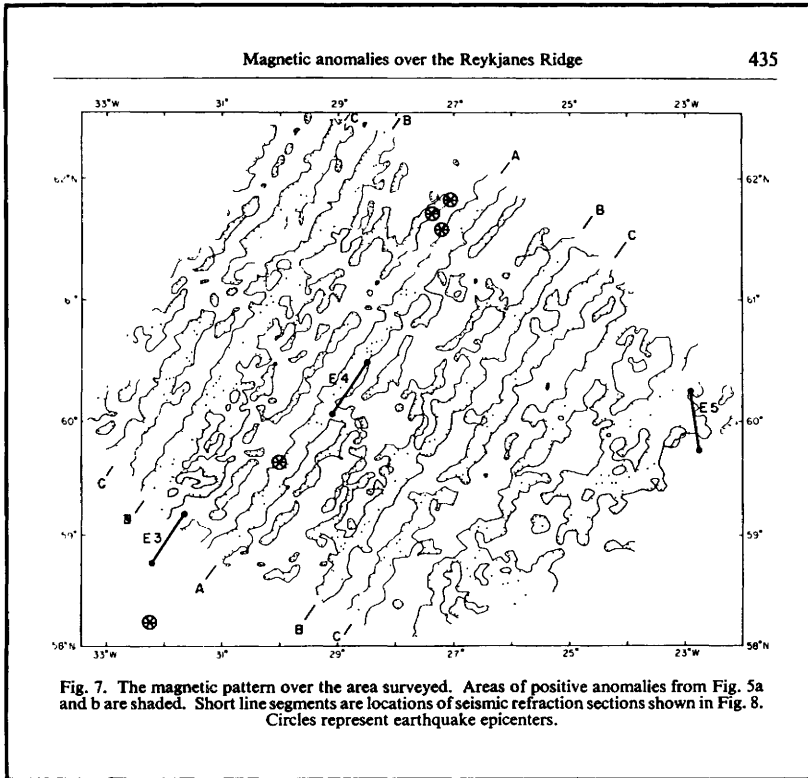 Magnetic anomalies over the Reykjanes Ridge 435
33°W 31° 29° 27° 25° 23°W
C B
A
62°N
B
C
61° 61°
E4
E5
60° 60°
C
B
59° 59°
E3
A
B
C
58°N 58°N
33°W 31° 29° 27° 25° 23°W
Fig. 7. The magnetic pattern over the area surveyed. Areas of positive anomalies from Fig. 5a
and b are shaded. Short line segments are locations of seismic refraction sections shown in Fig. 8.
Circles represent earthquake epicenters.